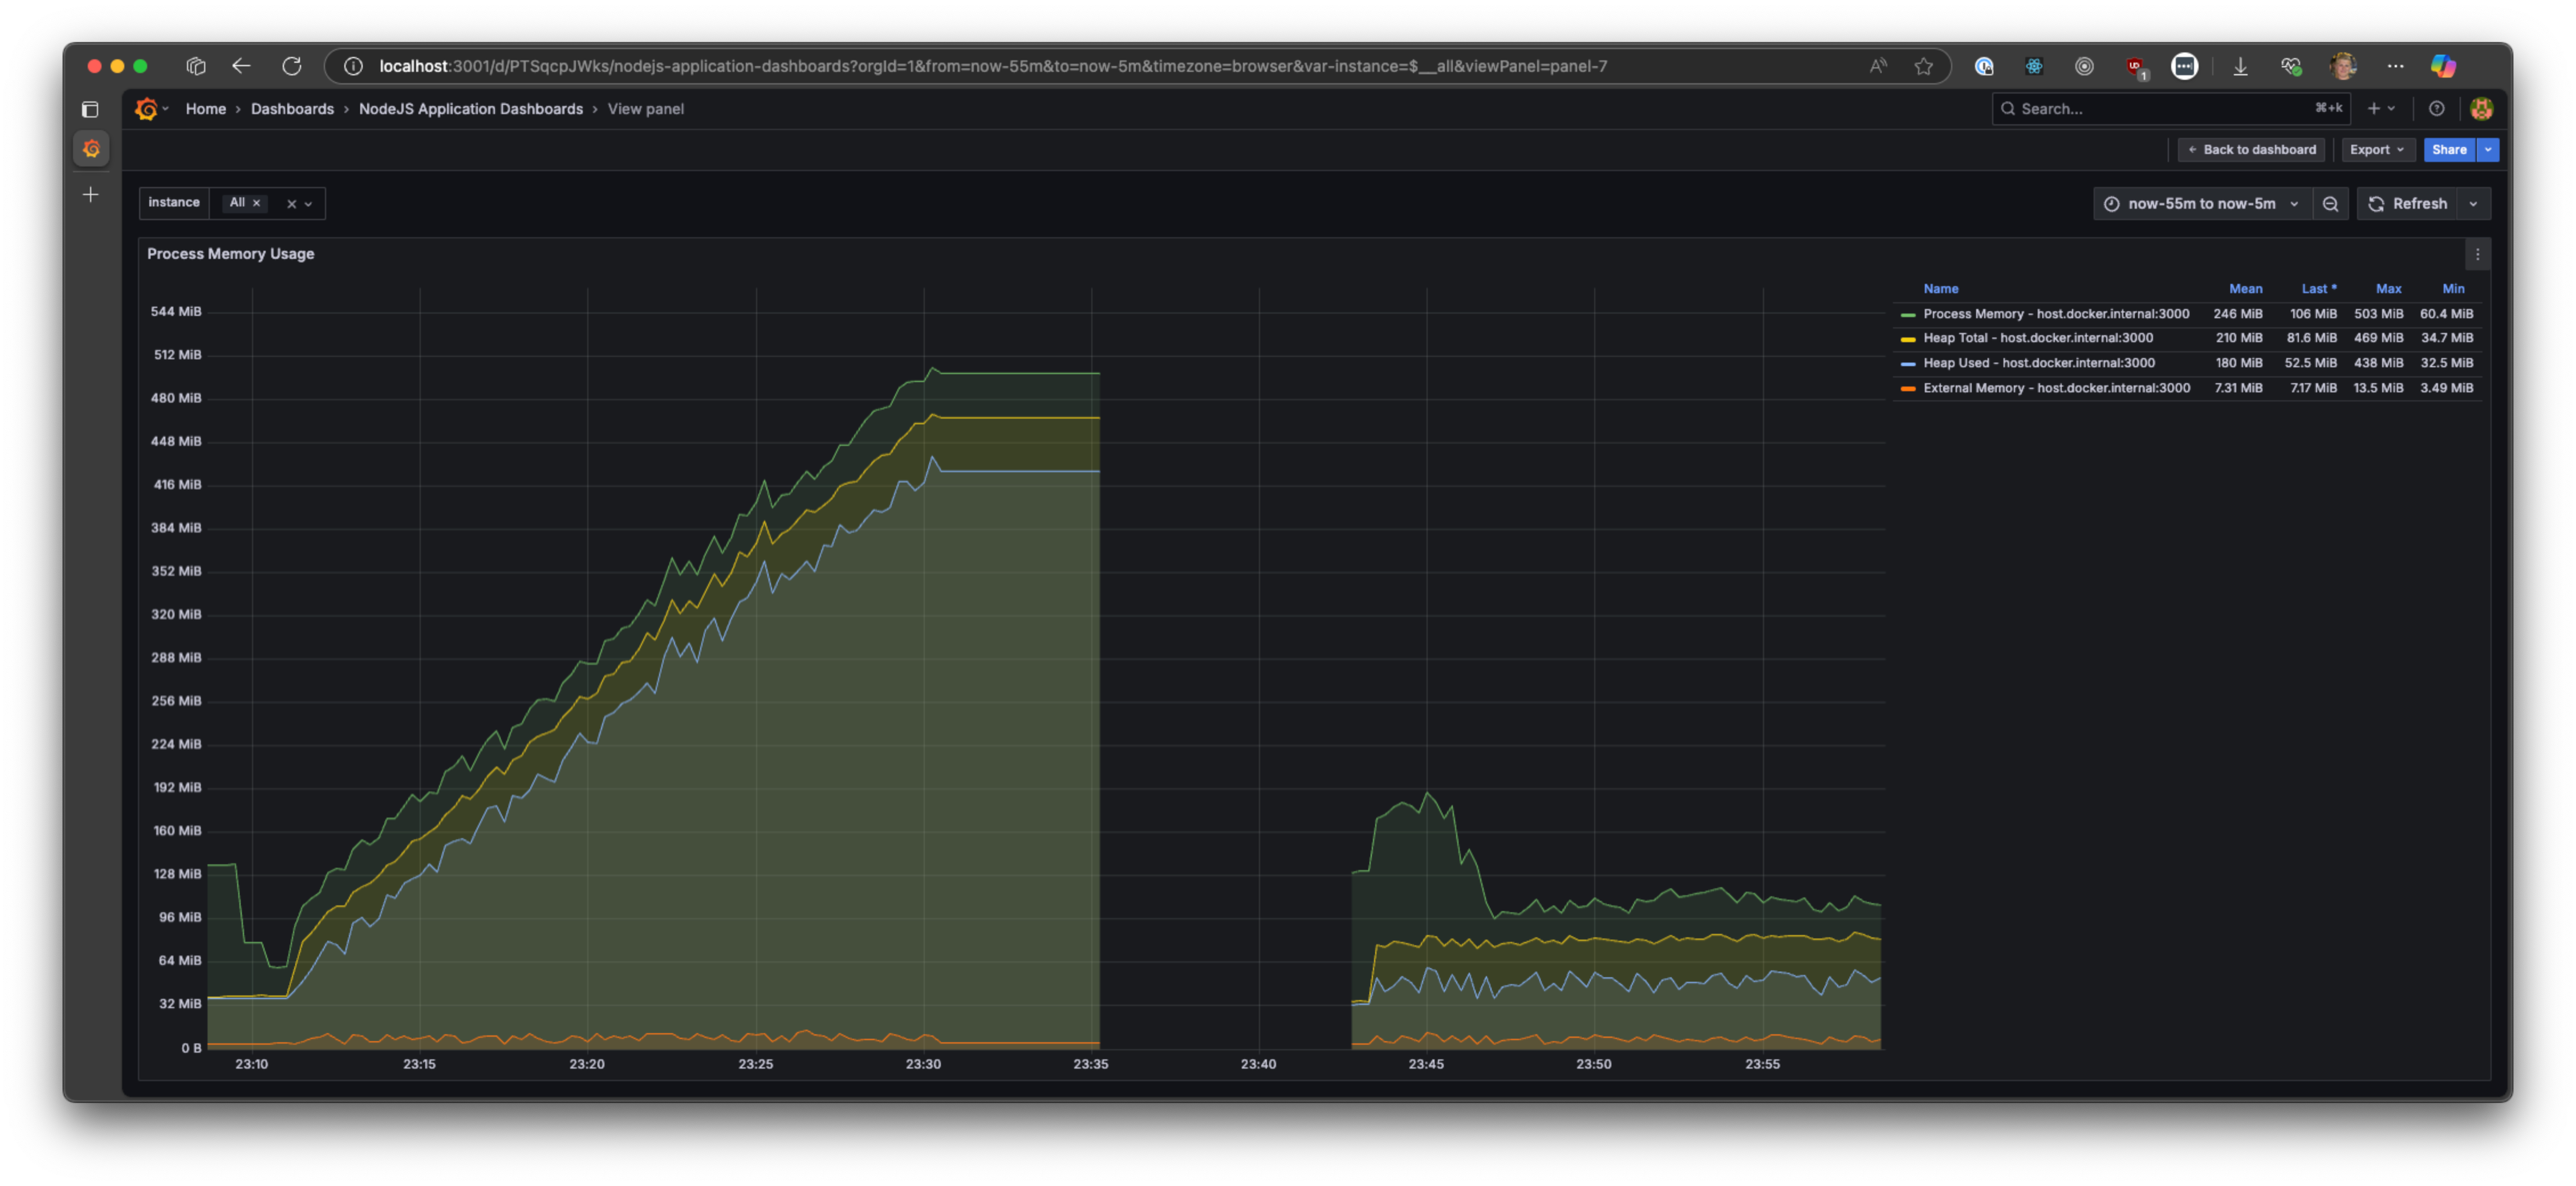 localhost:3001/d/PTSqcpJWks/nodejs-application-dashboards?orgId=1&from=now-55m&to=now-5m&timezone=browser&var-instance=$__all&viewPanel=panel-7
Home › Dashboards › NodeJS Application Dashboards › View panel
Search... ⌘+k
Back to dashboard Export Share
instance All × now-55m to now-5m Refresh
Process Memory Usage
Name Mean Last * Max Min
Process Memory - host.docker.internal:3000 246 MiB 106 MiB 503 MiB 60.4 MiB
Heap Total - host.docker.internal:3000 210 MiB 81.6 MiB 469 MiB 34.7 MiB
Heap Used - host.docker.internal:3000 180 MiB 52.5 MiB 438 MiB 32.5 MiB
External Memory - host.docker.internal:3000 7.31 MiB 7.17 MiB 13.5 MiB 3.49 MiB
544 MiB
512 MiB
480 MiB
448 MiB
416 MiB
384 MiB
352 MiB
320 MiB
288 MiB
256 MiB
224 MiB
192 MiB
160 MiB
128 MiB
96 MiB
64 MiB
32 MiB
0 B
23:10 23:15 23:20 23:25 23:30 23:35 23:40 23:45 23:50 23:55